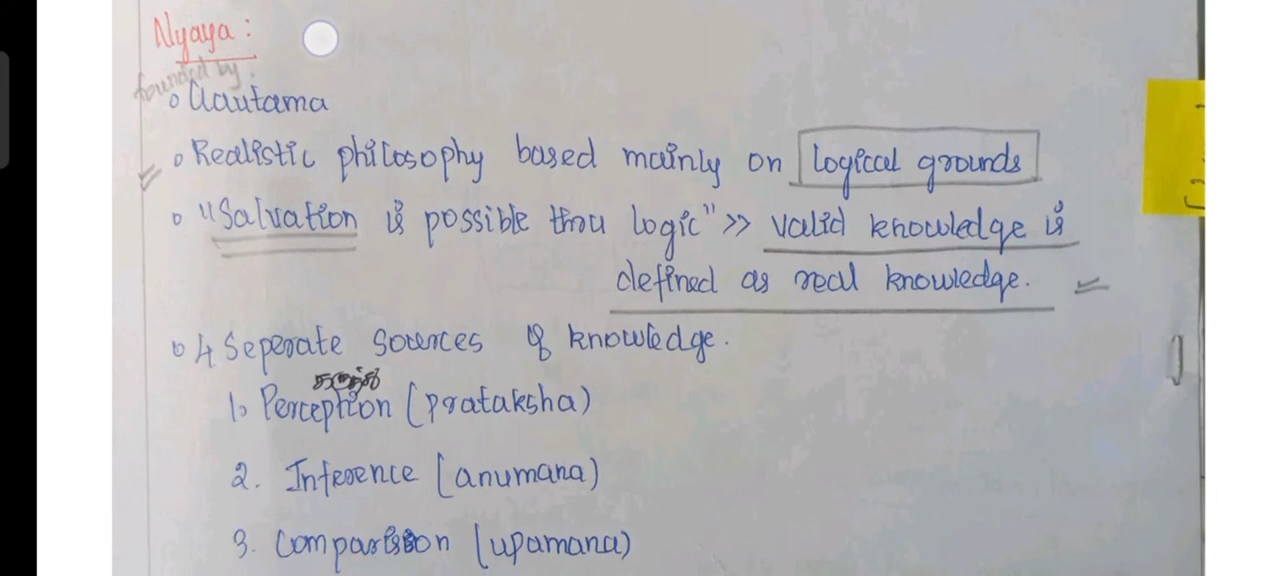 Nyaya :
founded by :
o Gautama
o Realistic philosophy based mainly on logical grounds
o "Salvation is possible thru logic" >> valid knowledge is
defined as real knowledge.
o 4 Seperate sources of knowledge.
1. Perception (prataksha)
2. Inference (anumana)
3. Comparison (upamana)